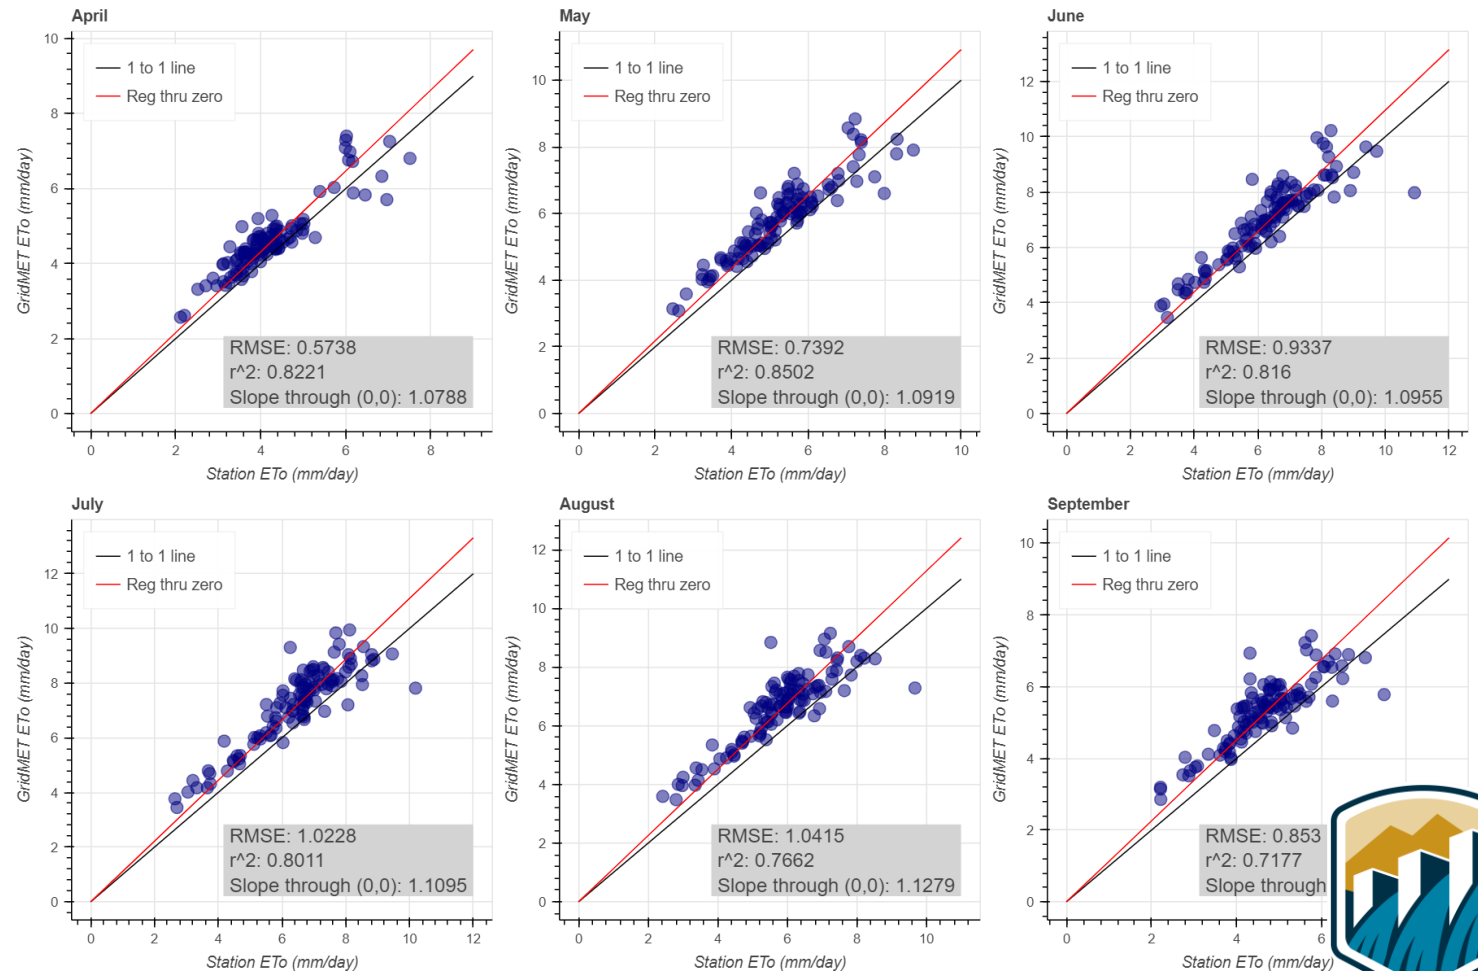 April
10
8
6
4
2
0
GridMET ETo (mm/day)
1 to 1 line
Reg thru zero
RMSE: 0.5738
r^2: 0.8221
Slope through (0,0): 1.0788
0 2 4 6 8
Station ETo (mm/day)
May
10
8
6
4
2
0
GridMET ETo (mm/day)
1 to 1 line
Reg thru zero
RMSE: 0.7392
r^2: 0.8502
Slope through (0,0): 1.0919
0 2 4 6 8 10
Station ETo (mm/day)
June
12
10
8
6
4
2
0
GridMET ETo (mm/day)
1 to 1 line
Reg thru zero
RMSE: 0.9337
r^2: 0.816
Slope through (0,0): 1.0955
0 2 4 6 8 10 12
Station ETo (mm/day)
July
12
10
8
6
4
2
0
GridMET ETo (mm/day)
1 to 1 line
Reg thru zero
RMSE: 1.0228
r^2: 0.8011
Slope through (0,0): 1.1095
0 2 4 6 8 10 12
Station ETo (mm/day)
August
12
10
8
6
4
2
0
GridMET ETo (mm/day)
1 to 1 line
Reg thru zero
RMSE: 1.0415
r^2: 0.7662
Slope through (0,0): 1.1279
0 2 4 6 8 10
Station ETo (mm/day)
September
10
8
6
4
2
0
GridMET ETo (mm/day)
1 to 1 line
Reg thru zero
RMSE: 0.853
r^2: 0.7177
Slope through
0 2 4 6
Station ETo (mm/day)